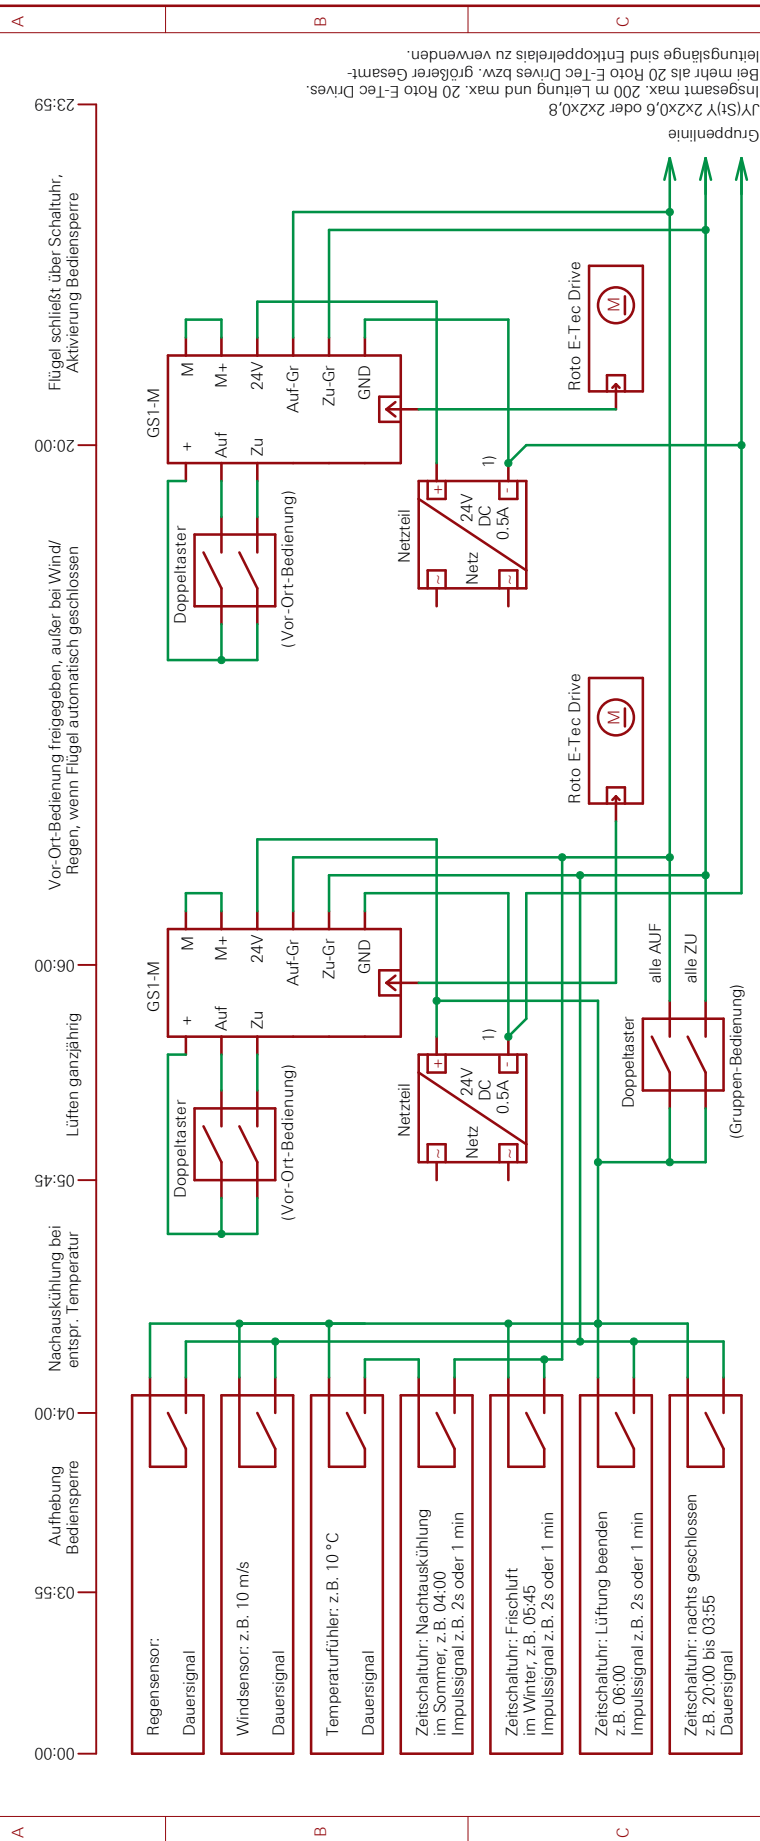 A
B
C
00:00
03:55
04:00
05:45
06:00
20:00
23:59
Aufhebung
Bediensperre
Nachauskühlung bei
entspr. Temperatur
Lüften ganzjährig
Vor-Ort-Bedienung freigegeben, außer bei Wind/
Regen, wenn Flügel automatisch geschlossen
Flügel schließt über Schaltuhr,
Aktivierung Bediensperre
Regensensor:
Dauersignal
Windsensor: z.B. 10 m/s
Dauersignal
Temperaturfühler: z.B. 10 °C
Dauersignal
Zeitschaltuhr: Nachtauskühlung
im Sommer, z.B. 04:00
Impulssignal z.B. 2s oder 1 min
Zeitschaltuhr: Frischluft
im Winter, z.B. 05:45
Impulssignal z.B. 2s oder 1 min
Zeitschaltuhr: Lüftung beenden
z.B. 06:00
Impulssignal z.B. 2s oder 1 min
Zeitschaltuhr: nachts geschlossen
z.B. 20:00 bis 03:55
Dauersignal
Doppeltaster
(Vor-Ort-Bedienung)
GS1-M
+
Auf
Zu
M
M+
24V
Auf-Gr
Zu-Gr
GND
Netzteil
~
~
Netz
24V
DC
0.5A
+
-
1)
Doppeltaster
(Gruppen-Bedienung)
alle AUF
alle ZU
Roto E-Tec Drive
M
Doppeltaster
(Vor-Ort-Bedienung)
GS1-M
+
Auf
Zu
M
M+
24V
Auf-Gr
Zu-Gr
GND
Netzteil
~
~
Netz
24V
DC
0.5A
+
-
1)
Roto E-Tec Drive
M
Gruppenlinie
JY(St)Y 2x2x0,6 oder 2x2x0,8
Insgesamt max. 200 m Leitung und max. 20 Roto E-Tec Drives.
Bei mehr als 20 Roto E-Tec Drives bzw. größerer Gesamt-
leitungslänge sind Entkoppelrelais zu verwenden.
A
B
C